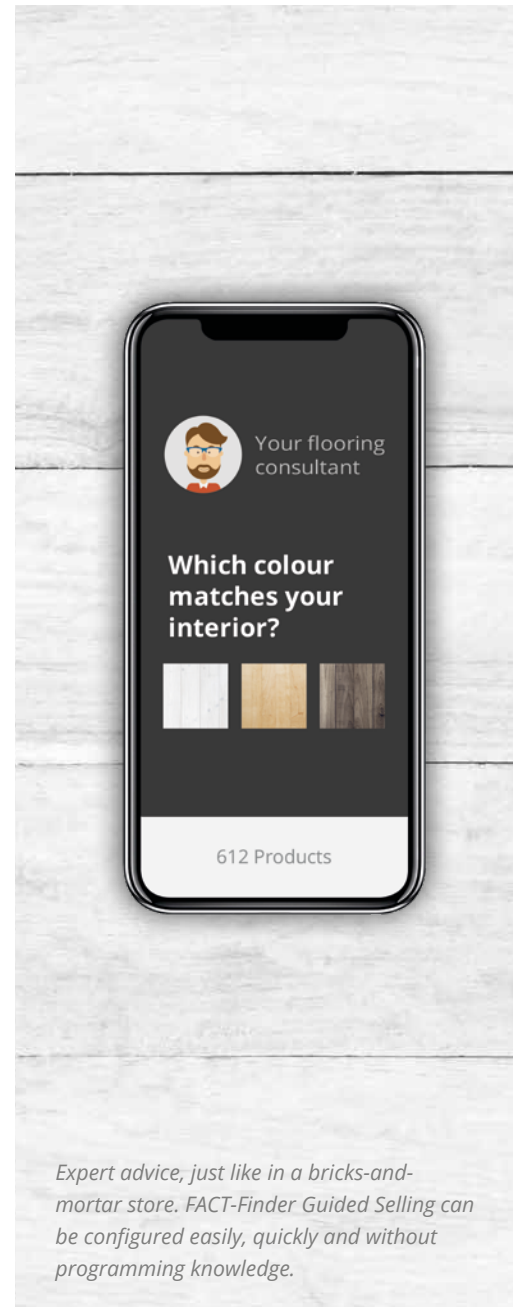 Your flooring
consultant
Which colour
matches your
interior?
612 Products
Expert advice, just like in a bricks-and-
mortar store. FACT-Finder Guided Selling can
be configured easily, quickly and without
programming knowledge.